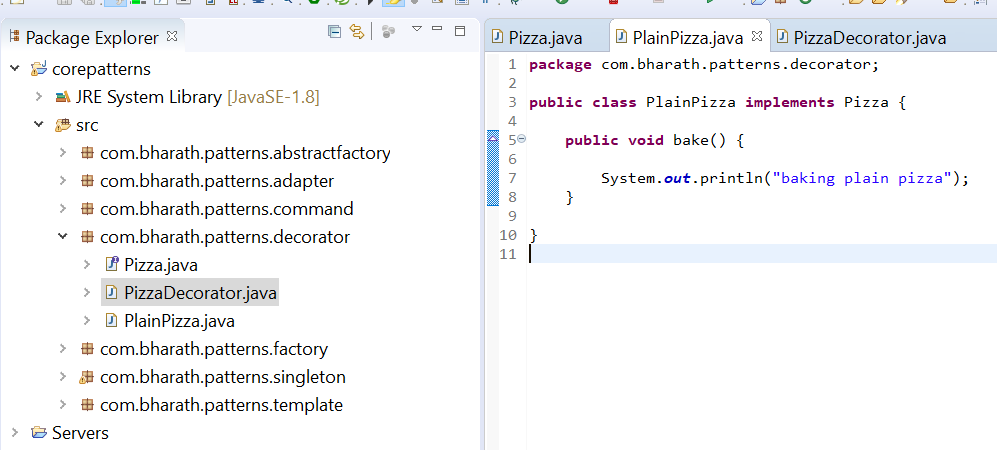 Package Explorer
corepatterns
JRE System Library [JavaSE-1.8]
src
com.bharath.patterns.abstractfactory
com.bharath.patterns.adapter
com.bharath.patterns.command
com.bharath.patterns.decorator
Pizza.java
PizzaDecorator.java
PlainPizza.java
com.bharath.patterns.factory
com.bharath.patterns.singleton
com.bharath.patterns.template
Servers
Pizza.java PlainPizza.java PizzaDecorator.java
1 package com.bharath.patterns.decorator;
2
3 public class PlainPizza implements Pizza {
4
5 public void bake() {
6
7 System.out.println("baking plain pizza");
8 }
9
10 }
11